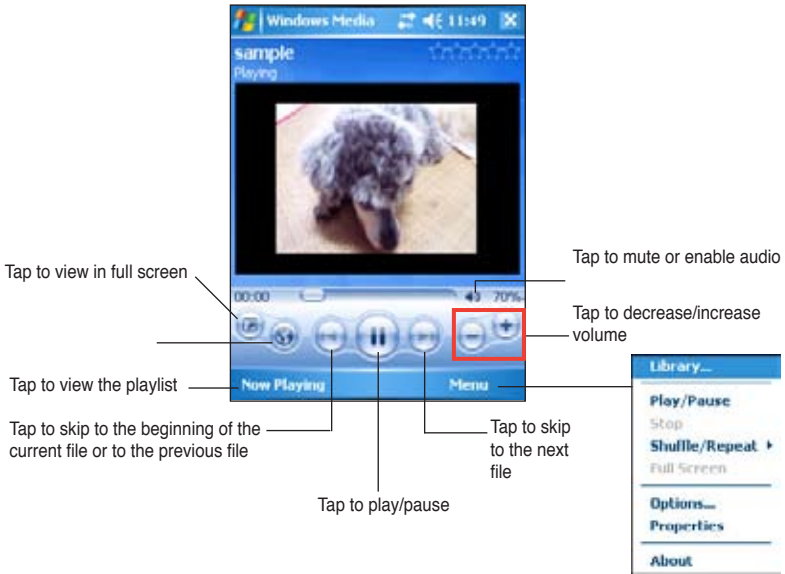 Windows Media
11:49
sample
Playing
Tap to view in full screen
Tap to mute or enable audio
00:00
70%
Tap to decrease/increase
volume
Tap to view the playlist
Now Playing
Menu
Tap to skip to the beginning of the
current file or to the previous file
Tap to skip
to the next
file
Tap to play/pause
Library...
Play/Pause
Stop
Shuffle/Repeat
Full Screen
Options...
Properties
About